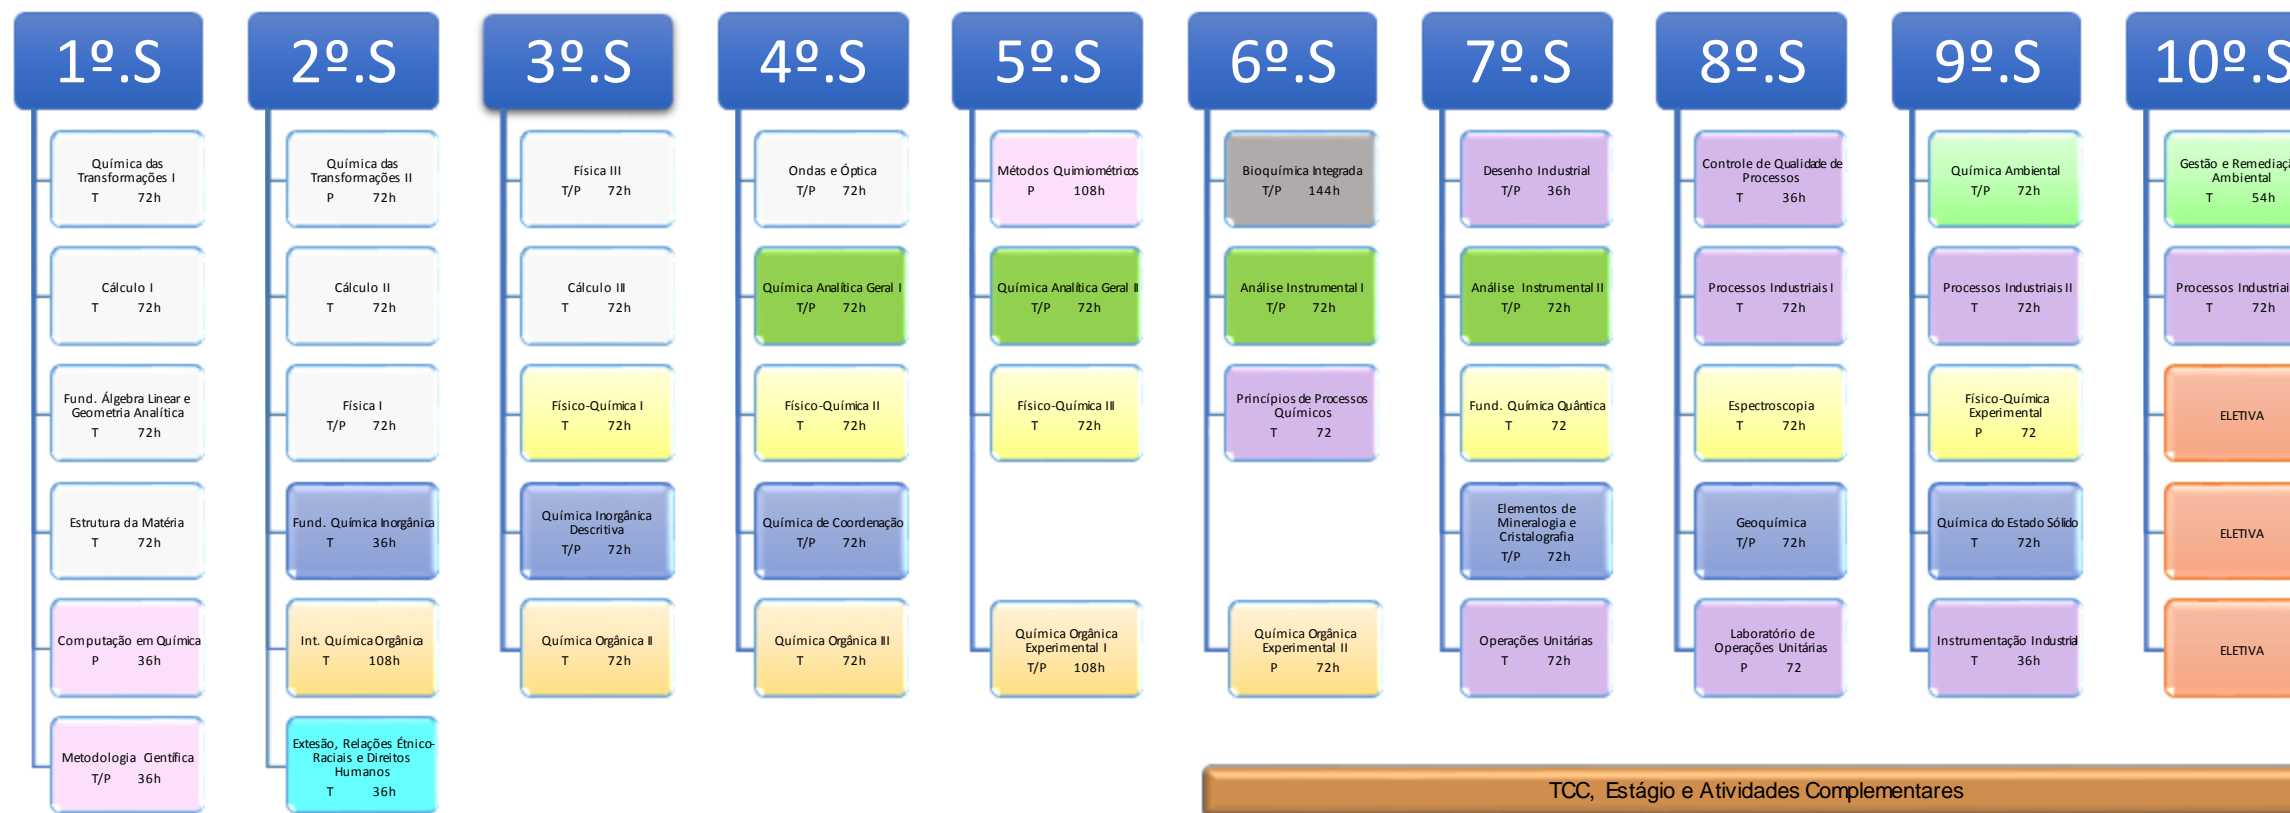 1º.S
Química das
Transformações I
T 72h
Cálculo I
T 72h
Fund. Álgebra Linear e
Geometria Analítica
T 72h
Estrutura da Matéria
T 72h
Computação em Química
P 36h
Metodologia Científica
T/P 36h
2º.S
Química das
Transformações II
P 72h
Cálculo II
T 72h
Física I
T/P 72h
Fund. Química Inorgânica
T 36h
Int. Química Orgânica
T 108h
Extesão, Relações Étnico-
Raciais e Direitos
Humanos
T 36h
3º.S
Física III
T/P 72h
Cálculo III
T 72h
Físico-Química I
T 72h
Química Inorgânica
Descritiva
T/P 72h
Química Orgânica II
T 72h
4º.S
Ondas e Óptica
T/P 72h
Química Analítica Geral I
T/P 72h
Físico-Química II
T 72h
Química de Coordenação
T/P 72h
Química Orgânica III
T 72h
5º.S
Métodos Quimiométricos
P 108h
Química Analítica Geral II
T/P 72h
Físico-Química III
T 72h
Química Orgânica
Experimental I
T/P 108h
6º.S
Bioquímica Integrada
T/P 144h
Análise Instrumental I
T/P 72h
Princípios de Processos
Químicos
T 72
Química Orgânica
Experimental II
P 72h
7º.S
Desenho Industrial
T/P 36h
Análise Instrumental II
T/P 72h
Fund. Química Quântica
T 72
Elementos de
Mineralogia e
Cristalografia
T/P 72h
Operações Unitárias
T 72h
8º.S
Controle de Qualidade de
Processos
T 36h
Processos Industriais I
T 72h
Espectroscopia
T 72h
Geoquímica
T/P 72h
Laboratório de
Operações Unitárias
P 72
9º.S
Química Ambiental
T/P 72h
Processos Industriais II
T 72h
Físico-Química
Experimental
P 72
Química do Estado Sólido
T 72h
Instrumentação Industrial
T 36h
10º.S
Gestão e Remediaçã
Ambiental
T 54h
Processos Industriai
T 72h
ELETIVA
ELETIVA
ELETIVA
TCC, Estágio e Atividades Complementares